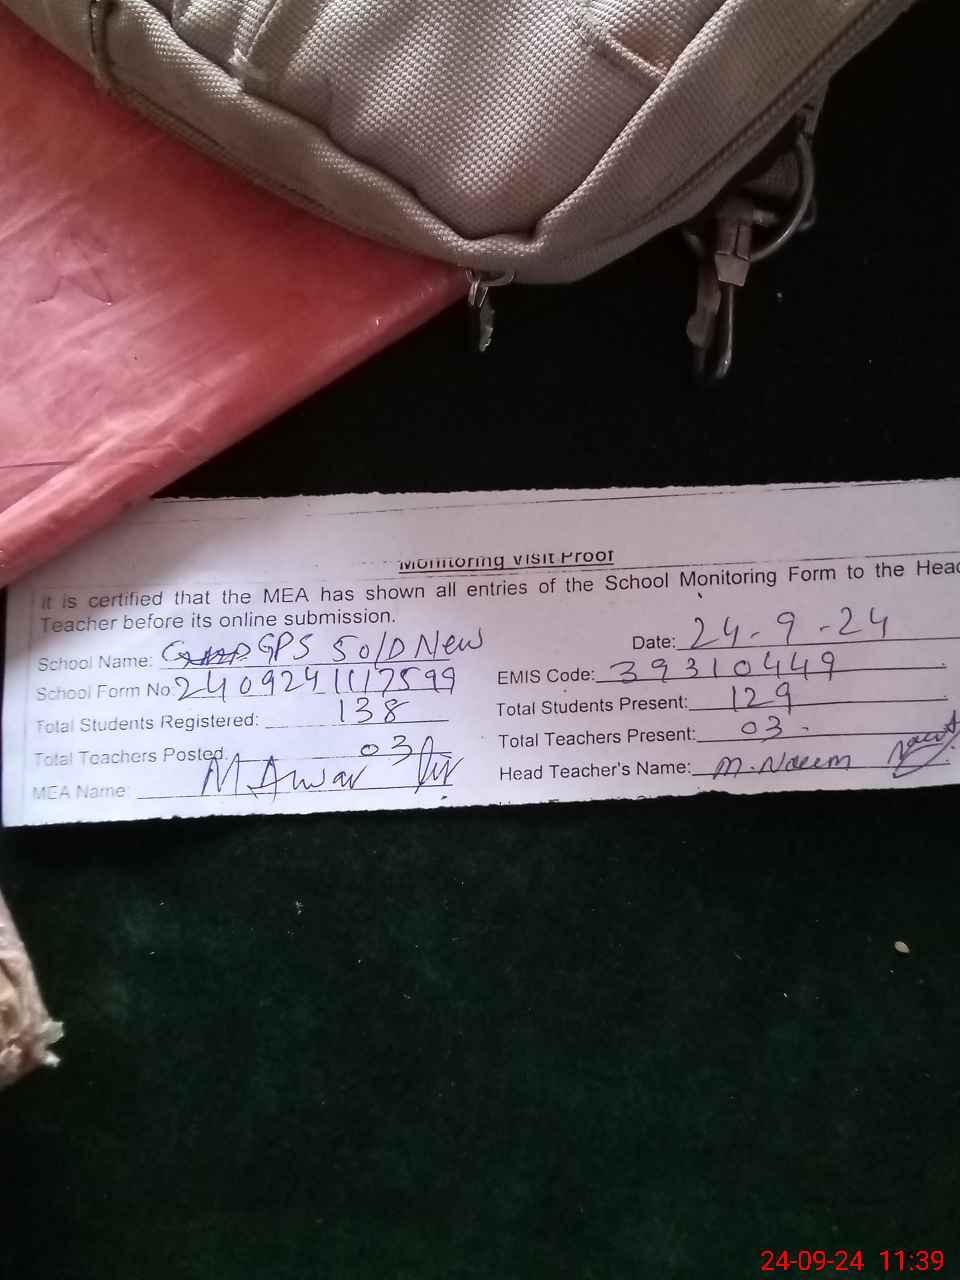 Monitoring Visit Proof
It is certified that the MEA has shown all entries of the School Monitoring Form to the Head
Teacher before its online submission.
Date: 24-9-24
School Name: GPS 50/D New
EMIS Code: 39310449
School Form No: 2409241117599
Total Students Present: 129
Total Students Registered: 138
Total Teachers Present: 03
Total Teachers Posted: 03
Head Teacher's Name: M. Naeem
MEA Name: M Anwar
24-09-24 11:39